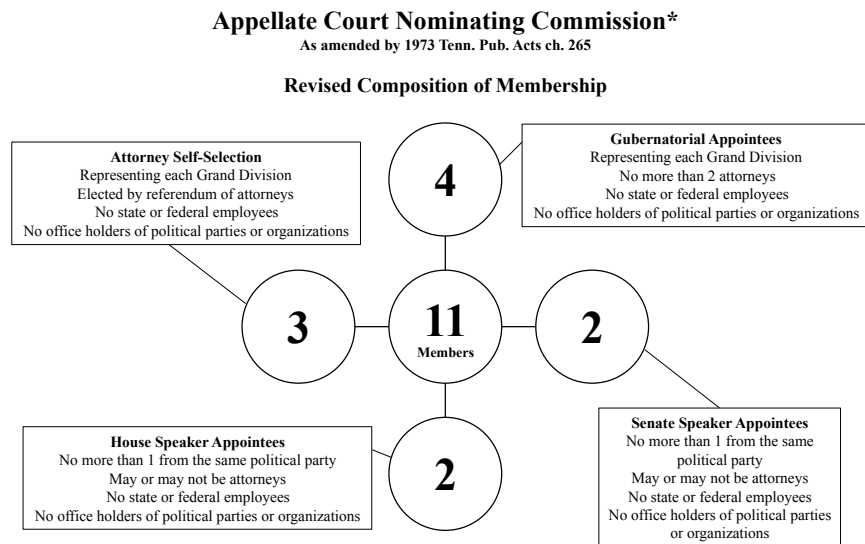 Appellate Court Nominating Commission*
As amended by 1973 Tenn. Pub. Acts ch. 265
Revised Composition of Membership
Attorney Self-Selection
Representing each Grand Division
Elected by referendum of attorneys
No state or federal employees
No office holders of political parties or organizations
4
Gubernatorial Appointees
Representing each Grand Division
No more than 2 attorneys
No state or federal employees
No office holders of political parties or organizations
3
11
Members
2
House Speaker Appointees
No more than 1 from the same political party
May or may not be attorneys
No state or federal employees
No office holders of political parties or organizations
2
Senate Speaker Appointees
No more than 1 from the same
political party
May or may not be attorneys
No state or federal employees
No office holders of political parties
or organizations